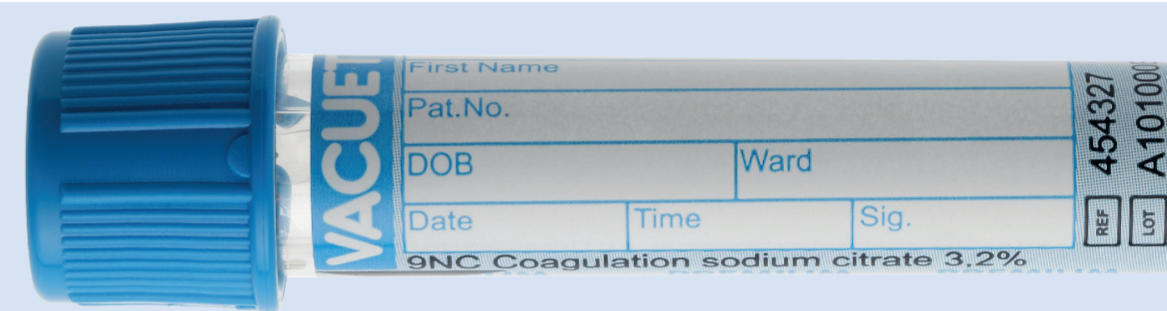 VACUET
First Name
Pat.No.
DOB
Ward
Date
Time
Sig.
9NC Coagulation sodium citrate 3,2%
REF 454327
LOT